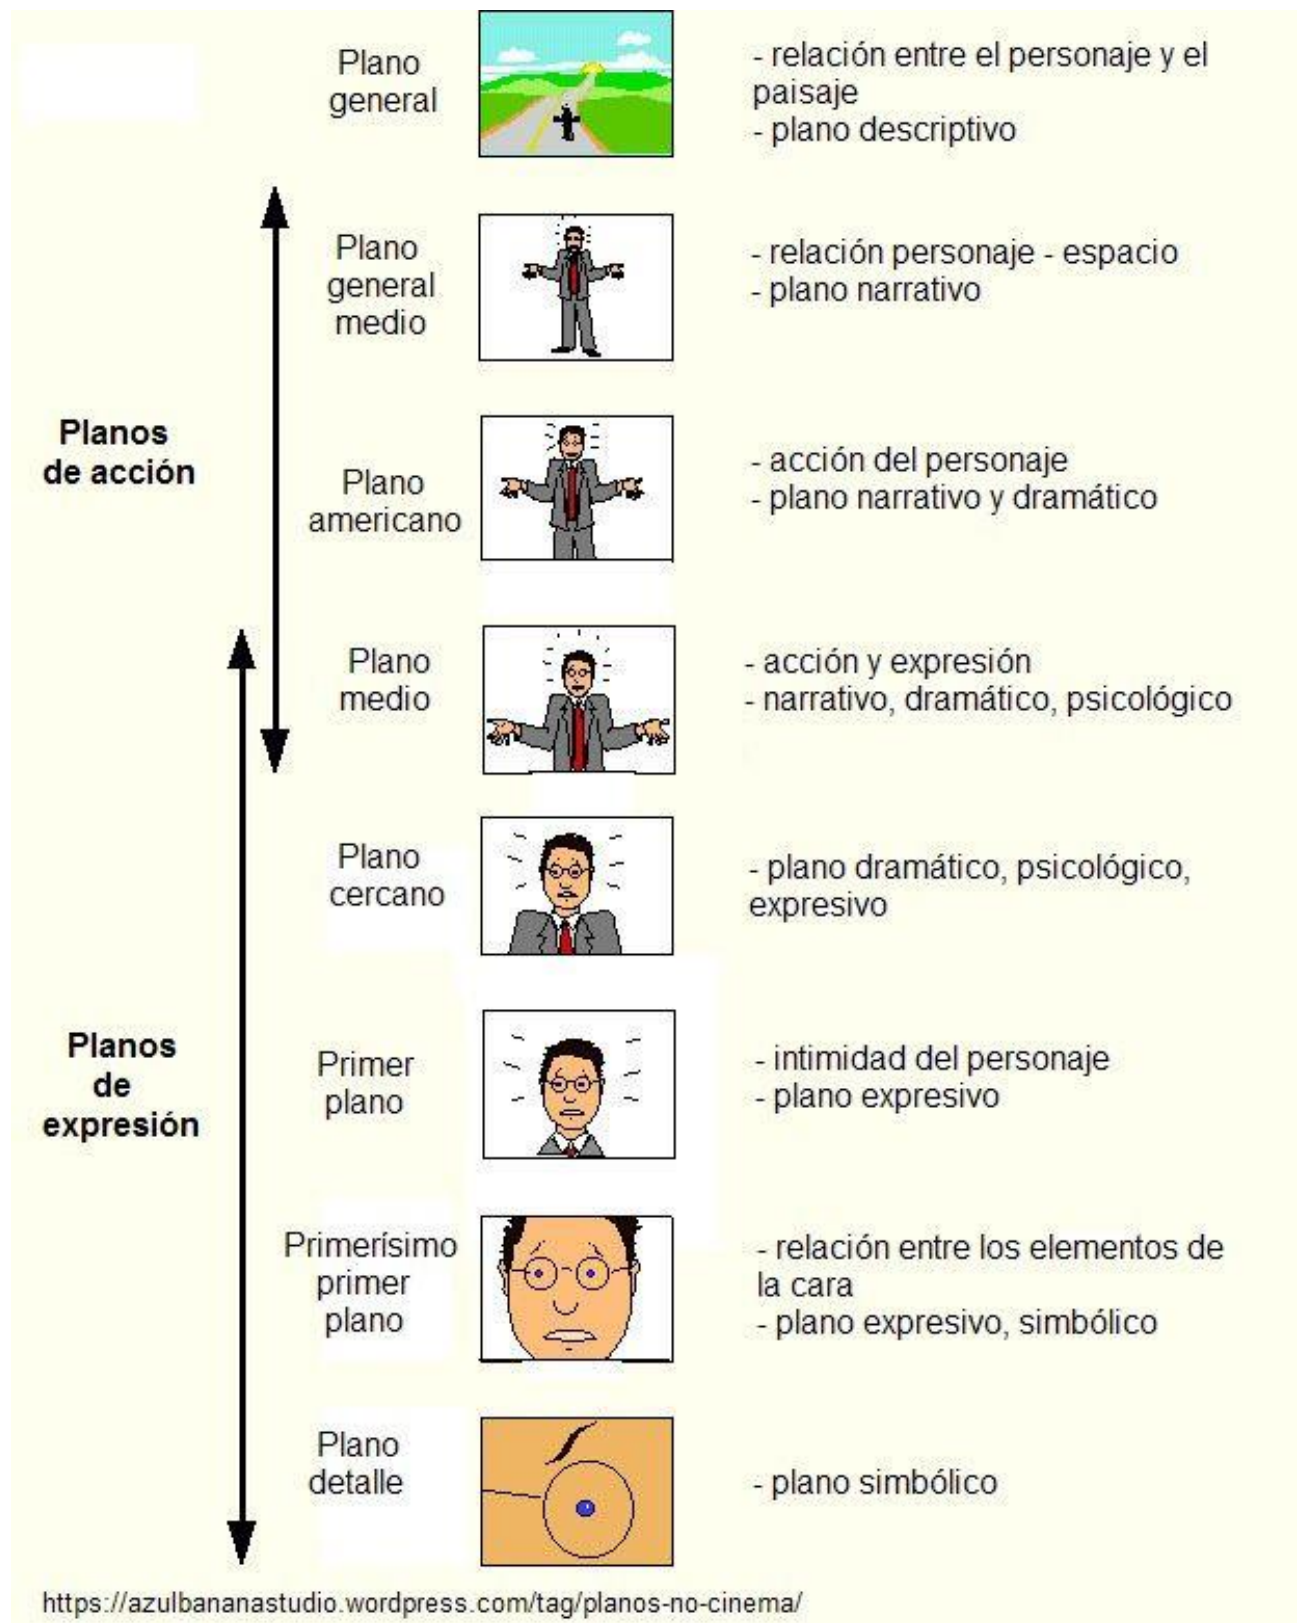 Plano
general
- relación entre el personaje y el
paisaje
- plano descriptivo
Plano
general
medio
- relación personaje - espacio
- plano narrativo
Planos
de acción
Plano
americano
- acción del personaje
- plano narrativo y dramático
Plano
medio
- acción y expresión
- narrativo, dramático, psicológico
Plano
cercano
- plano dramático, psicológico,
expresivo
Planos
de
expresión
Primer
plano
- intimidad del personaje
- plano expresivo
Primerísimo
primer
plano
- relación entre los elementos de
la cara
- plano expresivo, simbólico
Plano
detalle
- plano simbólico
https://azulbananastudio.wordpress.com/tag/planos-no-cinema/